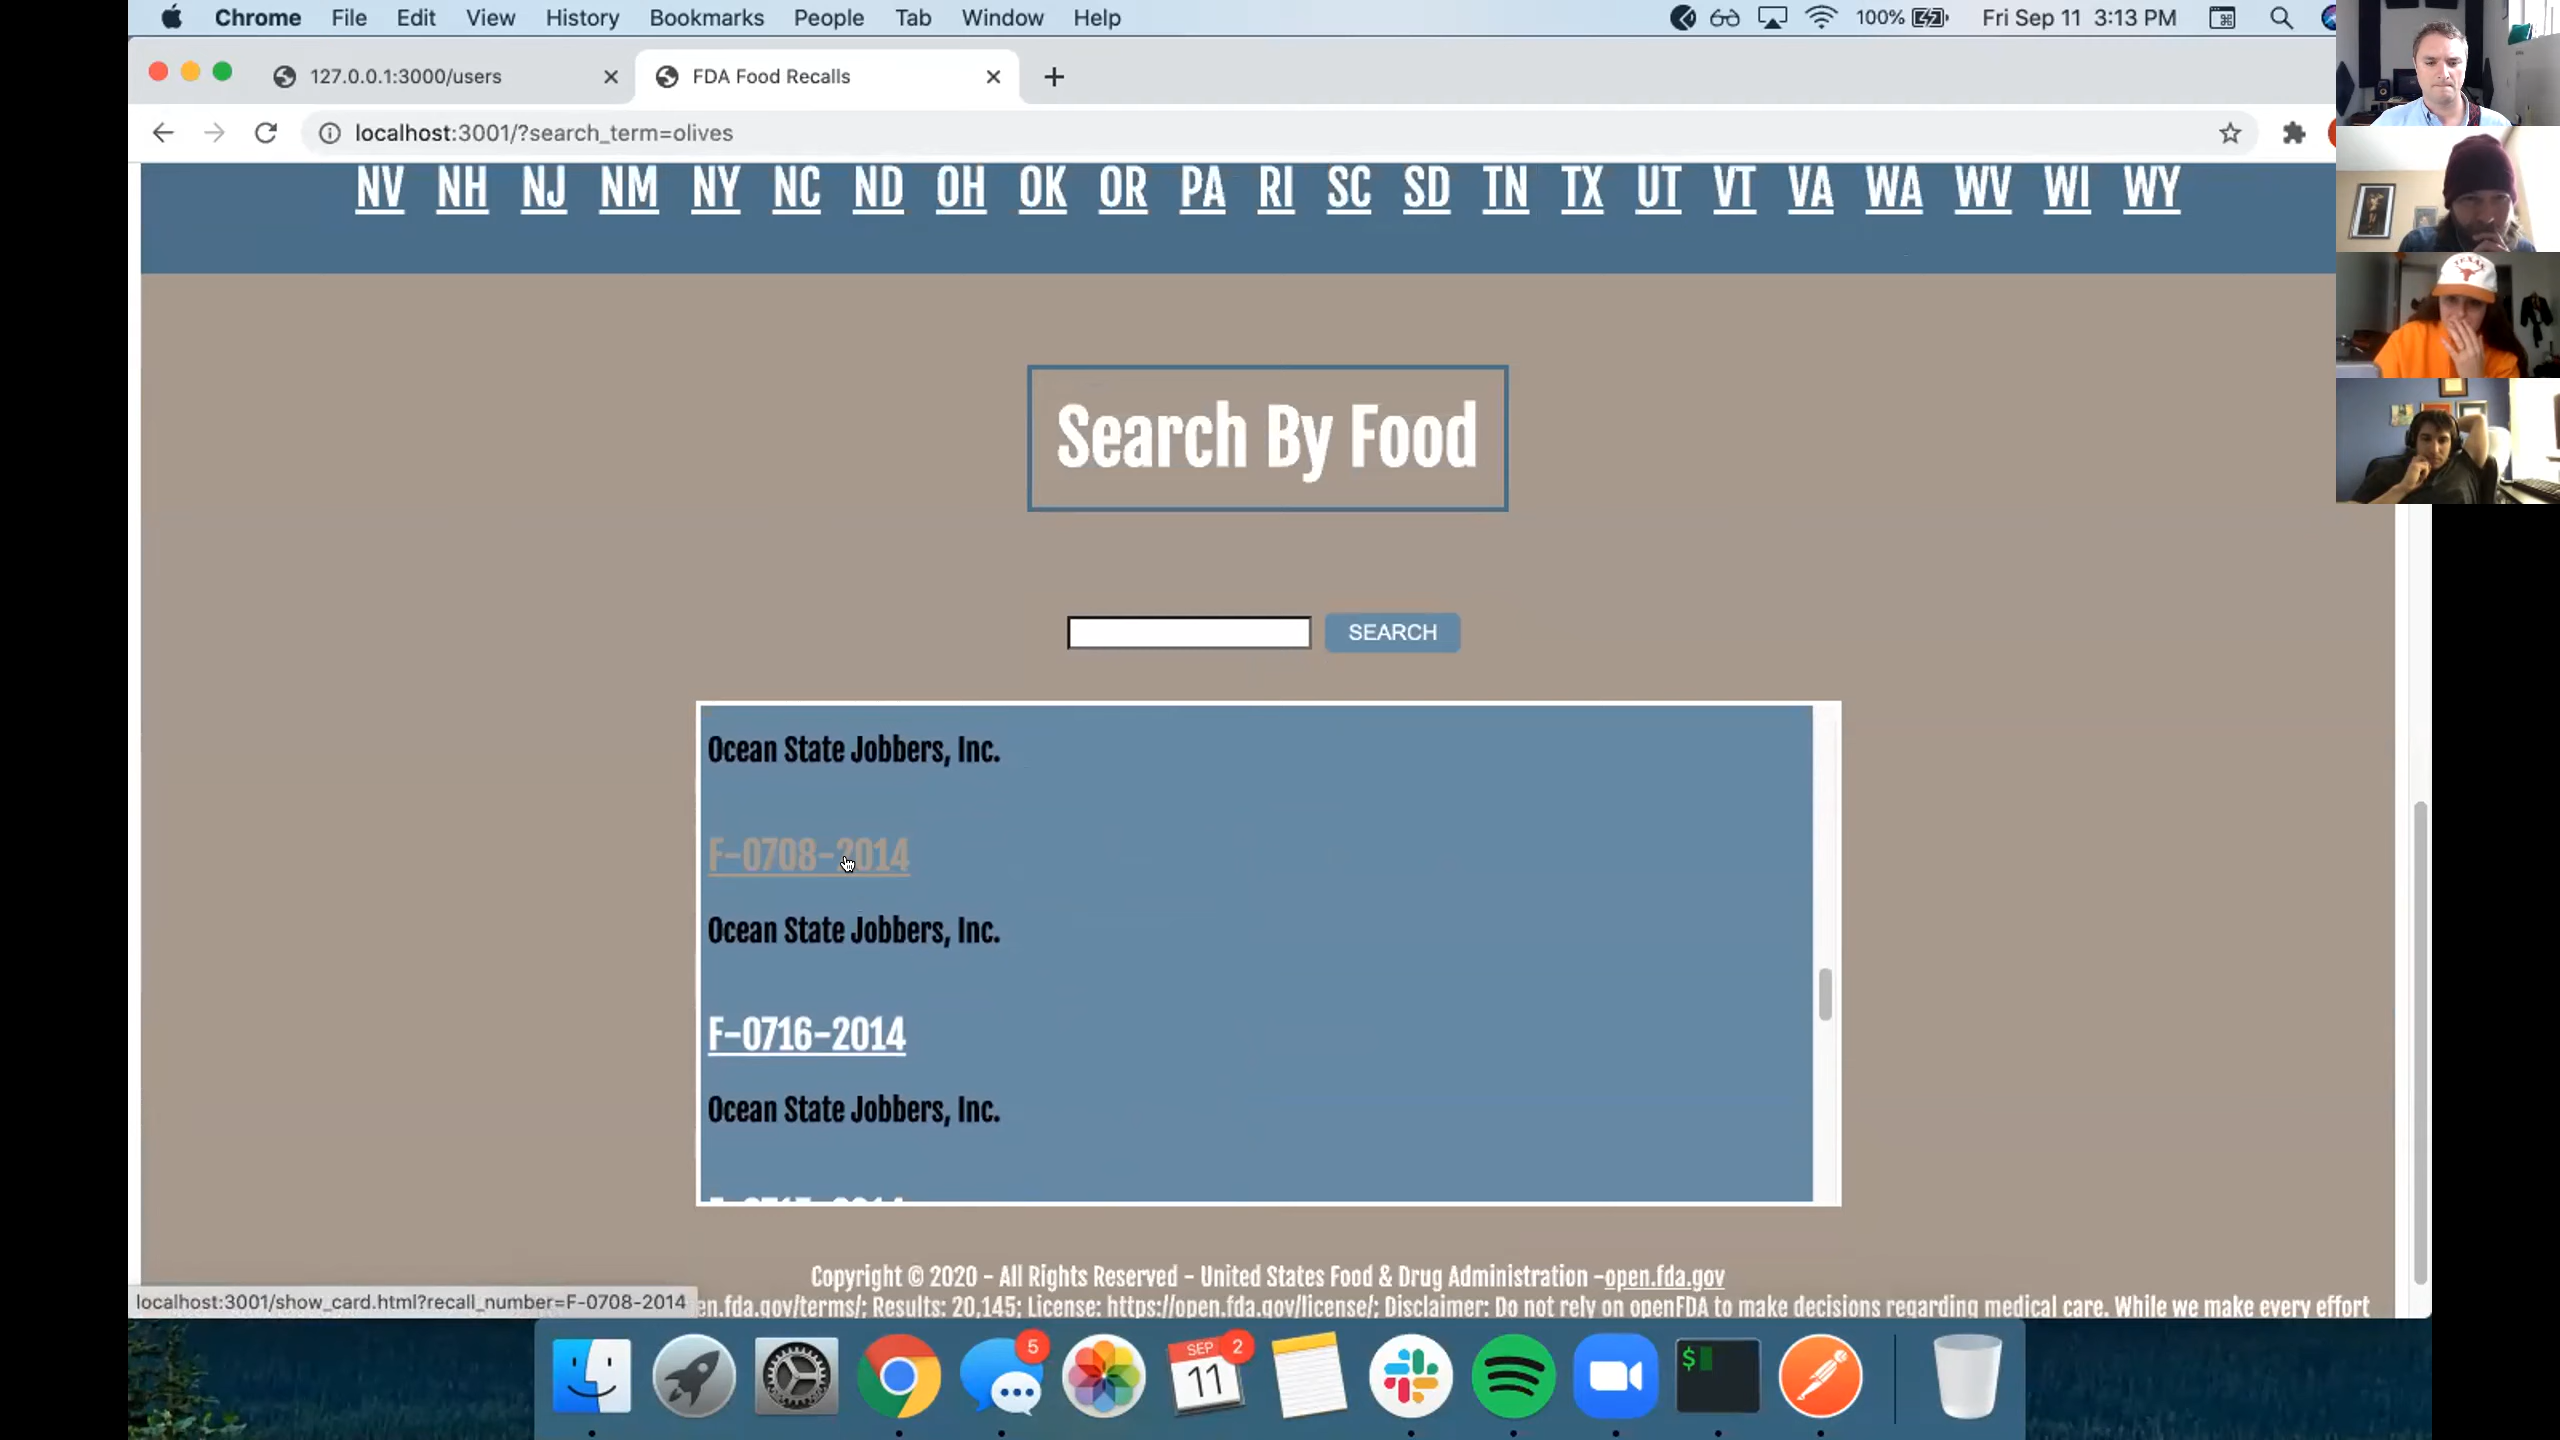 Chrome File Edit View History Bookmarks People Tab Window Help 100% Fri Sep 11 3:13 PM
127.0.0.1:3000/users FDA Food Recalls
localhost:3001/?search_term=olives
NV NH NJ NM NY NC ND OH OK OR PA RI SC SD TN TX UT VT VA WA WV WI WY
Search By Food
SEARCH
Ocean State Jobbers, Inc.
F-0708-2014
Ocean State Jobbers, Inc.
F-0716-2014
Ocean State Jobbers, Inc.
Copyright © 2020 - All Rights Reserved - United States Food & Drug Administration -open.fda.gov
localhost:3001/show_card.html?recall_number=F-0708-2014
en.fda.gov/terms/; Results: 20,145; License: https://open.fda.gov/license/; Disclaimer: Do not rely on openFDA to make decisions regarding medical care. While we make every effort
5 SEP 11 2 $
TEXAS